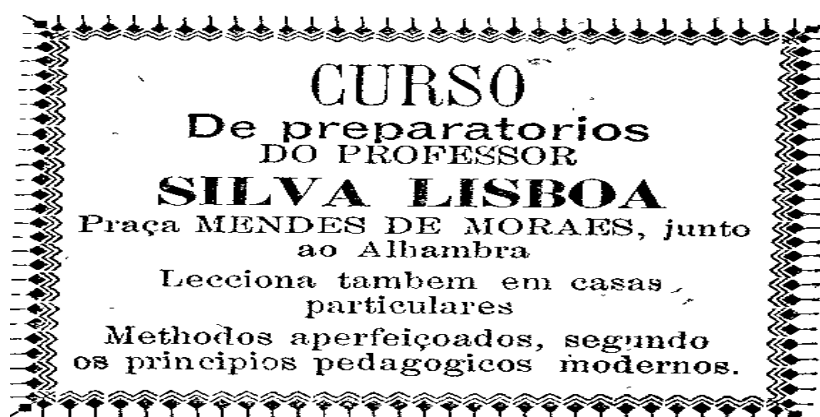 CURSO
De preparatorios
DO PROFESSOR
SILVA LISBOA
Praça MENDES DE MORAES, junto
ao Alhambra
Lecciona tambem em casas
particulares
Methodos aperfeiçoados, segundo
os principios pedagogicos modernos.